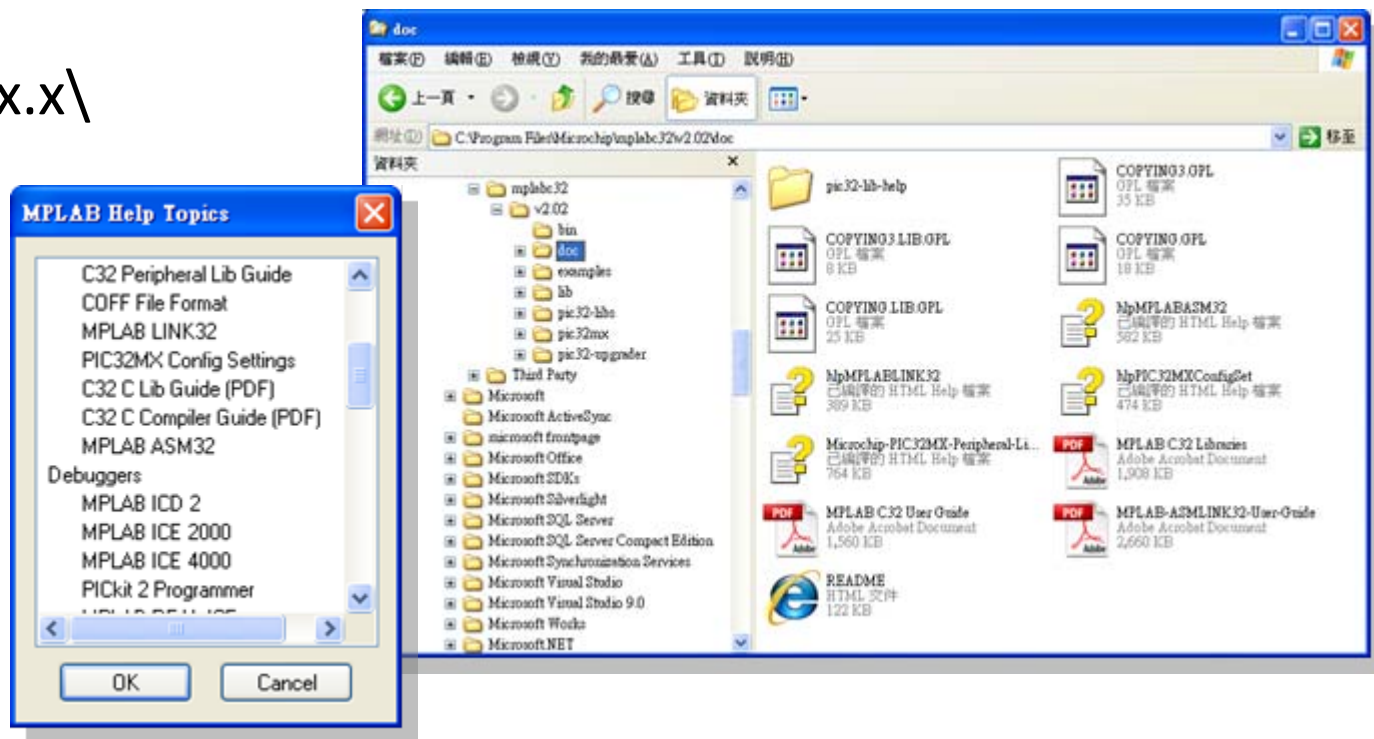 x.x\
doc
檔案(F) 編輯(E) 檢視(V) 我的最愛(A) 工具(T) 說明(H)
上一頁 搜尋 資料夾
網址(D) C:\Program Files\Microchip\mplabc32\v2.02\doc 移至
資料夾
mplabc32
v2.02
bin
doc
examples
lib
pic32-libs
pic32mx
pic32-upgrader
Third Party
Microsoft
Microsoft ActiveSync
microsoft frontpage
Microsoft Office
Microsoft SDKs
Microsoft Silverlight
Microsoft SQL Server
Microsoft SQL Server Compact Edition
Microsoft Synchronization Services
Microsoft Visual Studio
Microsoft Visual Studio 9.0
Microsoft Works
Microsoft.NET
pic32-lib-help
COPYING3.GPL
GPL 檔案
35 KB
COPYING3.LIB.GPL
GPL 檔案
8 KB
COPYING.GPL
GPL 檔案
18 KB
COPYING.LIB.GPL
GPL 檔案
25 KB
hlpMPLABASM32
已編譯的 HTML Help 檔案
582 KB
hlpMPLABLINK32
已編譯的 HTML Help 檔案
389 KB
hlpPIC32MXConfigSet
已編譯的 HTML Help 檔案
474 KB
Microchip-PIC32MX-Peripheral-Li...
已編譯的 HTML Help 檔案
764 KB
MPLAB C32 Libraries
Adobe Acrobat Document
1,908 KB
MPLAB C32 User Guide
Adobe Acrobat Document
1,560 KB
MPLAB-ASMLINK32-User-Guide
Adobe Acrobat Document
2,660 KB
README
HTML 文件
122 KB
PDF
Adobe
PDF
Adobe
PDF
Adobe
MPLAB Help Topics
C32 Peripheral Lib Guide
COFF File Format
MPLAB LINK32
PIC32MX Config Settings
C32 C Lib Guide (PDF)
C32 C Compiler Guide (PDF)
MPLAB ASM32
Debuggers
MPLAB ICD 2
MPLAB ICE 2000
MPLAB ICE 4000
PICkit 2 Programmer
OK Cancel